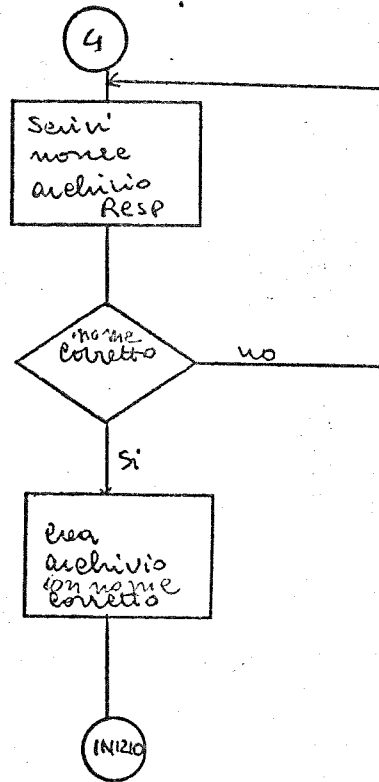 4
Scrivi
nome
archivio
Resp
nome
corretto
no
Si
crea
archivio
con nome
corretto
INIZIO